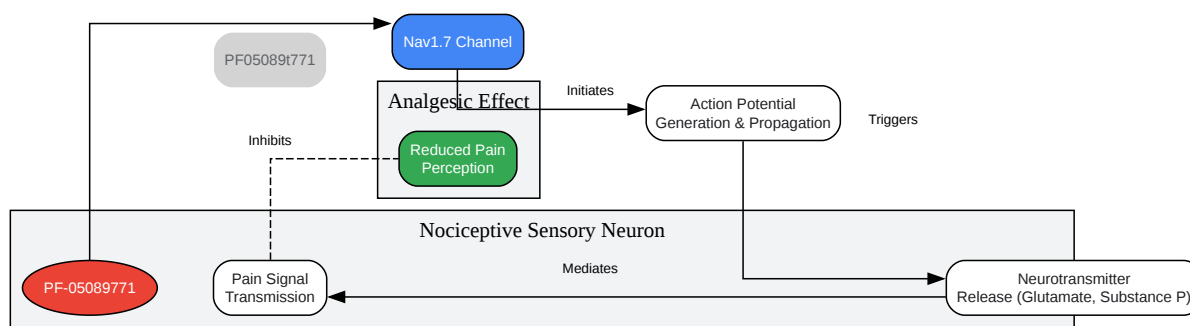 Nav1.7 Channel
PF05089t771
Analgesic Effect
Initiates
Action Potential
Generation & Propagation
Triggers
Inhibits
Reduced Pain
Perception
Nociceptive Sensory Neuron
PF-05089771
Pain Signal
Transmission
Mediates
Neurotransmitter
Release (Glutamate, Substance P)